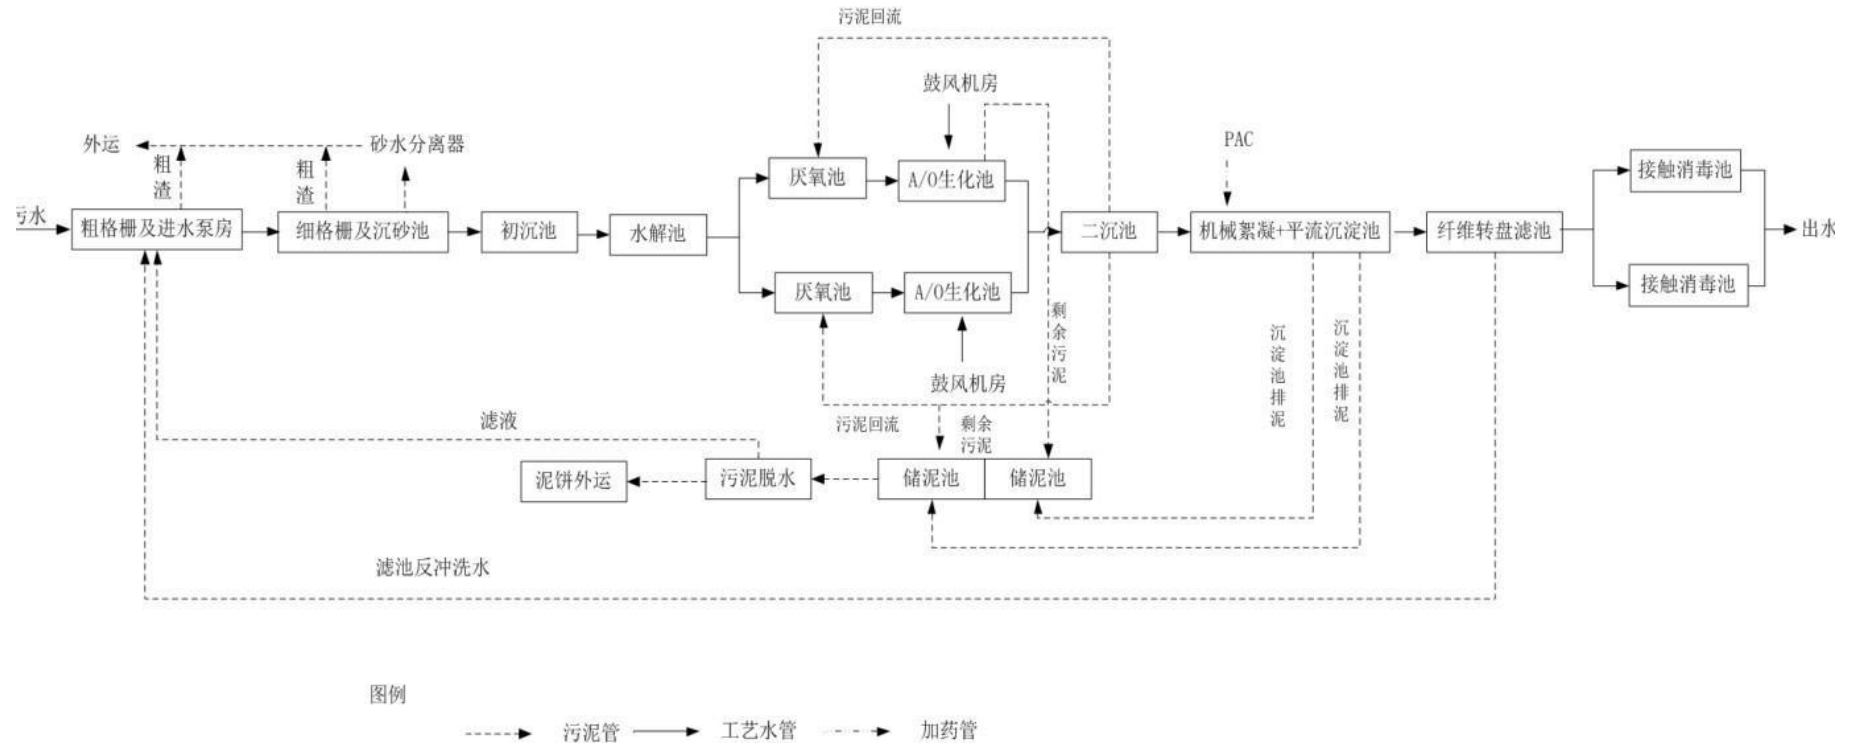 污泥回流
鼓风机房
外运
砂水分离器
粗渣
粗渣
PAC
厌氧池
A/O生化池
接触消毒池
污水
粗格栅及进水泵房
细格栅及沉砂池
初沉池
水解池
二沉池
机械絮凝+平流沉淀池
纤维转盘滤池
出水
厌氧池
A/O生化池
接触消毒池
剩余污泥
沉淀池排泥
沉淀池排泥
鼓风机房
滤液
污泥回流
剩余
污泥
泥饼外运
污泥脱水
储泥池
储泥池
滤池反冲洗水
图例
污泥管
工艺水管
加药管